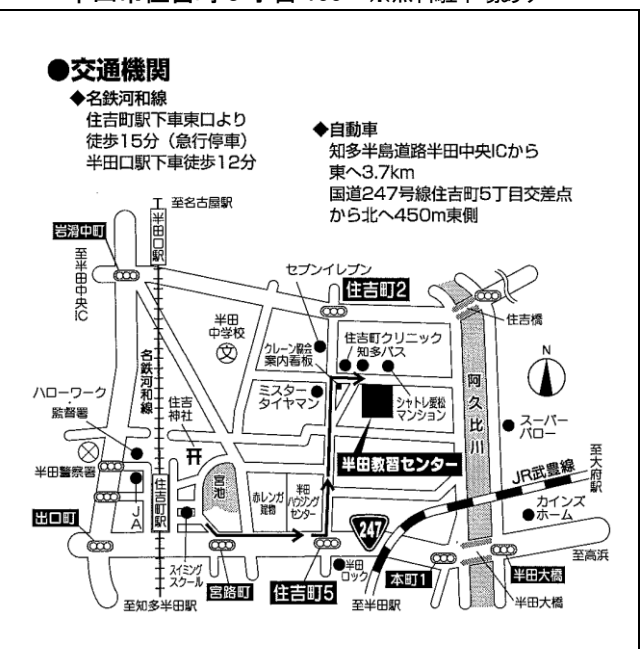 ●交通機関
◆名鉄河和線
住吉町駅下車東口より
徒歩15分（急行停車）
半田口駅下車徒歩12分
◆自動車
知多半島道路半田中央ICから
東へ3.7km
国道247号線住吉町5丁目交差点
から北へ450m東側
至名古屋駅
半田口駅
岩滑中町
至半田中央IC
セブンイレブン
住吉町2
住吉橋
半田
中学校
文
クレーン協会
案内看板
住吉町クリニック
知多バス
N
名鉄河和線
ハローワーク
監督署
住吉
神社
ミスター
タイヤマン
シャトレ愛松
マンション
阿久比川
スーパー
バロー
半田教習センター
至大府駅
JR武豊線
半田警察署
JA
住吉町駅
宮池
赤レンガ
建物
半田
ハウジング
センター
247
カインズ
ホーム
出口町
スイミング
スクール
宮路町
住吉町5
半田
ロック
本町1
半田大橋
至高浜
至知多半田駅
至半田駅
半田大橋